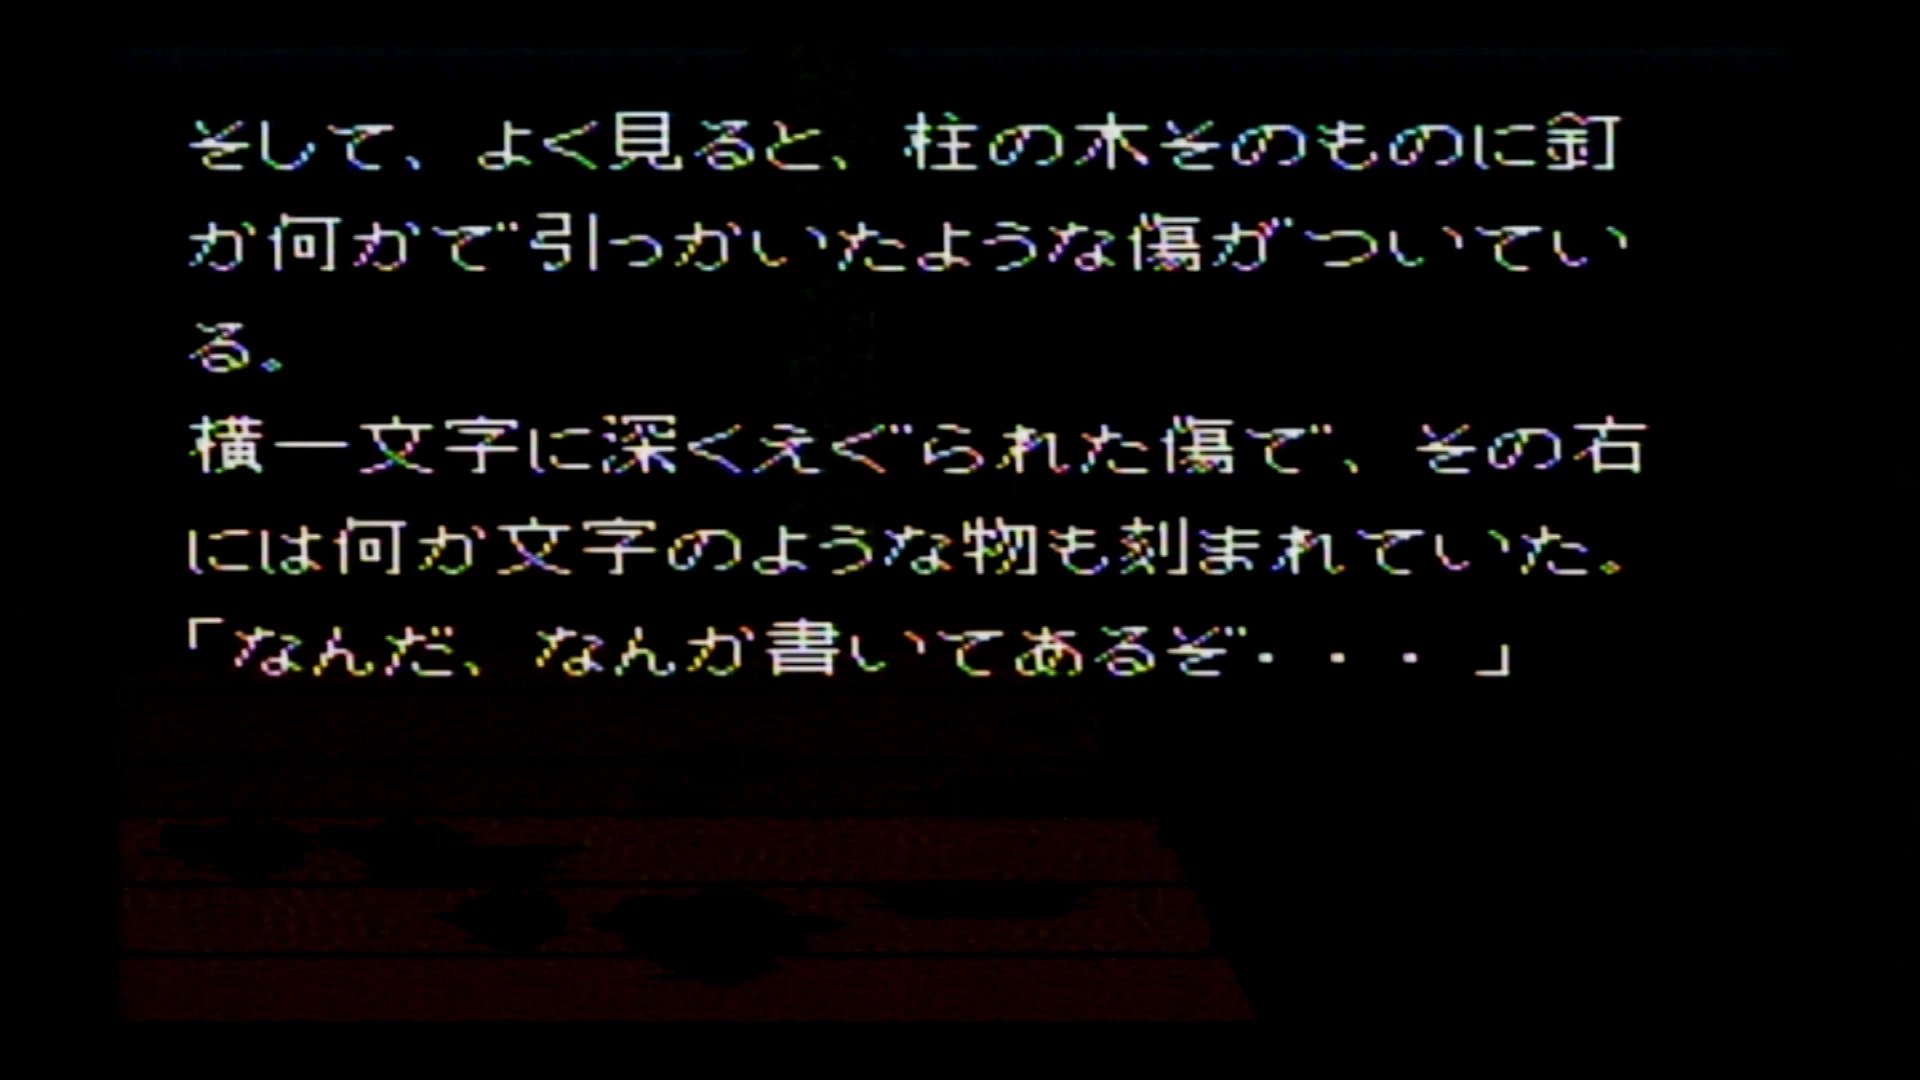 そして、よく見ると、柱の木そのものに釘
か何かで引っかいたような傷がついてい
る。
横一文字に深くえぐられた傷で、その右
には何か文字のような物も刻まれていた。
「なんだ、なんか書いてあるぞ・・・」